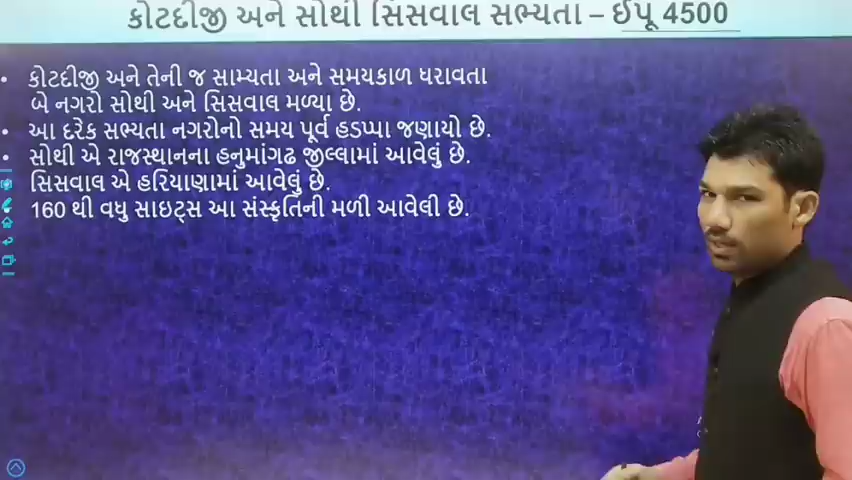 કોટદીજી અને સોથી સિસવાલ સભ્યતા – ઈપૂ 4500
• કોટદીજી અને તેની જ સામ્યતા અને સમયકાળ ધરાવતા
બે નગરો સોથી અને સિસવાલ મળ્યા છે.
• આ દરેક સભ્યતા નગરોનો સમય પૂર્વ હડપ્પા જણાયો છે.
• સોથી એ રાજસ્થાનના હનુમાંગઢ જીલ્લામાં આવેલું છે.
સિસવાલ એ હરિયાણામાં આવેલું છે.
160 થી વધુ સાઇટ્સ આ સંસ્કૃતિની મળી આવેલી છે.